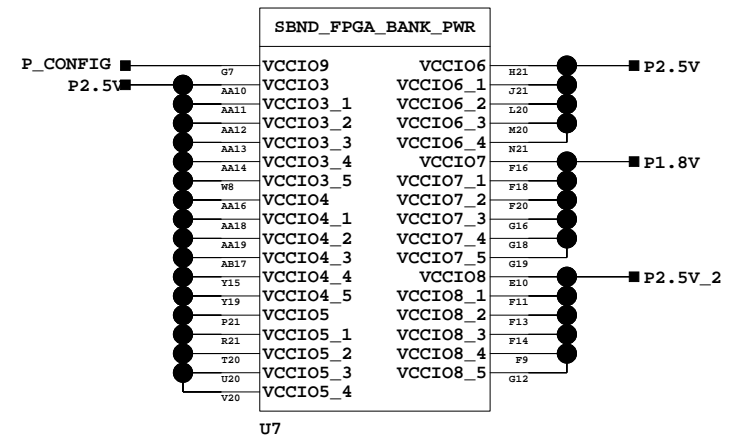 SBND_FPGA_BANK_PWR
P_CONFIG G7 VCCIO9 VCCIO6 H21 P2.5V
P2.5V AA10 VCCIO3 VCCIO6_1 J21
AA11 VCCIO3_1 VCCIO6_2 L20
AA12 VCCIO3_2 VCCIO6_3 M20
AA13 VCCIO3_3 VCCIO6_4 N21
AA14 VCCIO3_4 VCCIO7 F16 P1.8V
W8 VCCIO3_5 VCCIO7_1 F18
AA16 VCCIO4 VCCIO7_2 F20
AA18 VCCIO4_1 VCCIO7_3 G16
AA19 VCCIO4_2 VCCIO7_4 G18
AB17 VCCIO4_3 VCCIO7_5 G19
Y15 VCCIO4_4 VCCIO8 E10 P2.5V_2
Y19 VCCIO4_5 VCCIO8_1 F11
P21 VCCIO5 VCCIO8_2 F13
R21 VCCIO5_1 VCCIO8_3 F14
T20 VCCIO5_2 VCCIO8_4 F9
U20 VCCIO5_3 VCCIO8_5 G12
V20 VCCIO5_4
U7